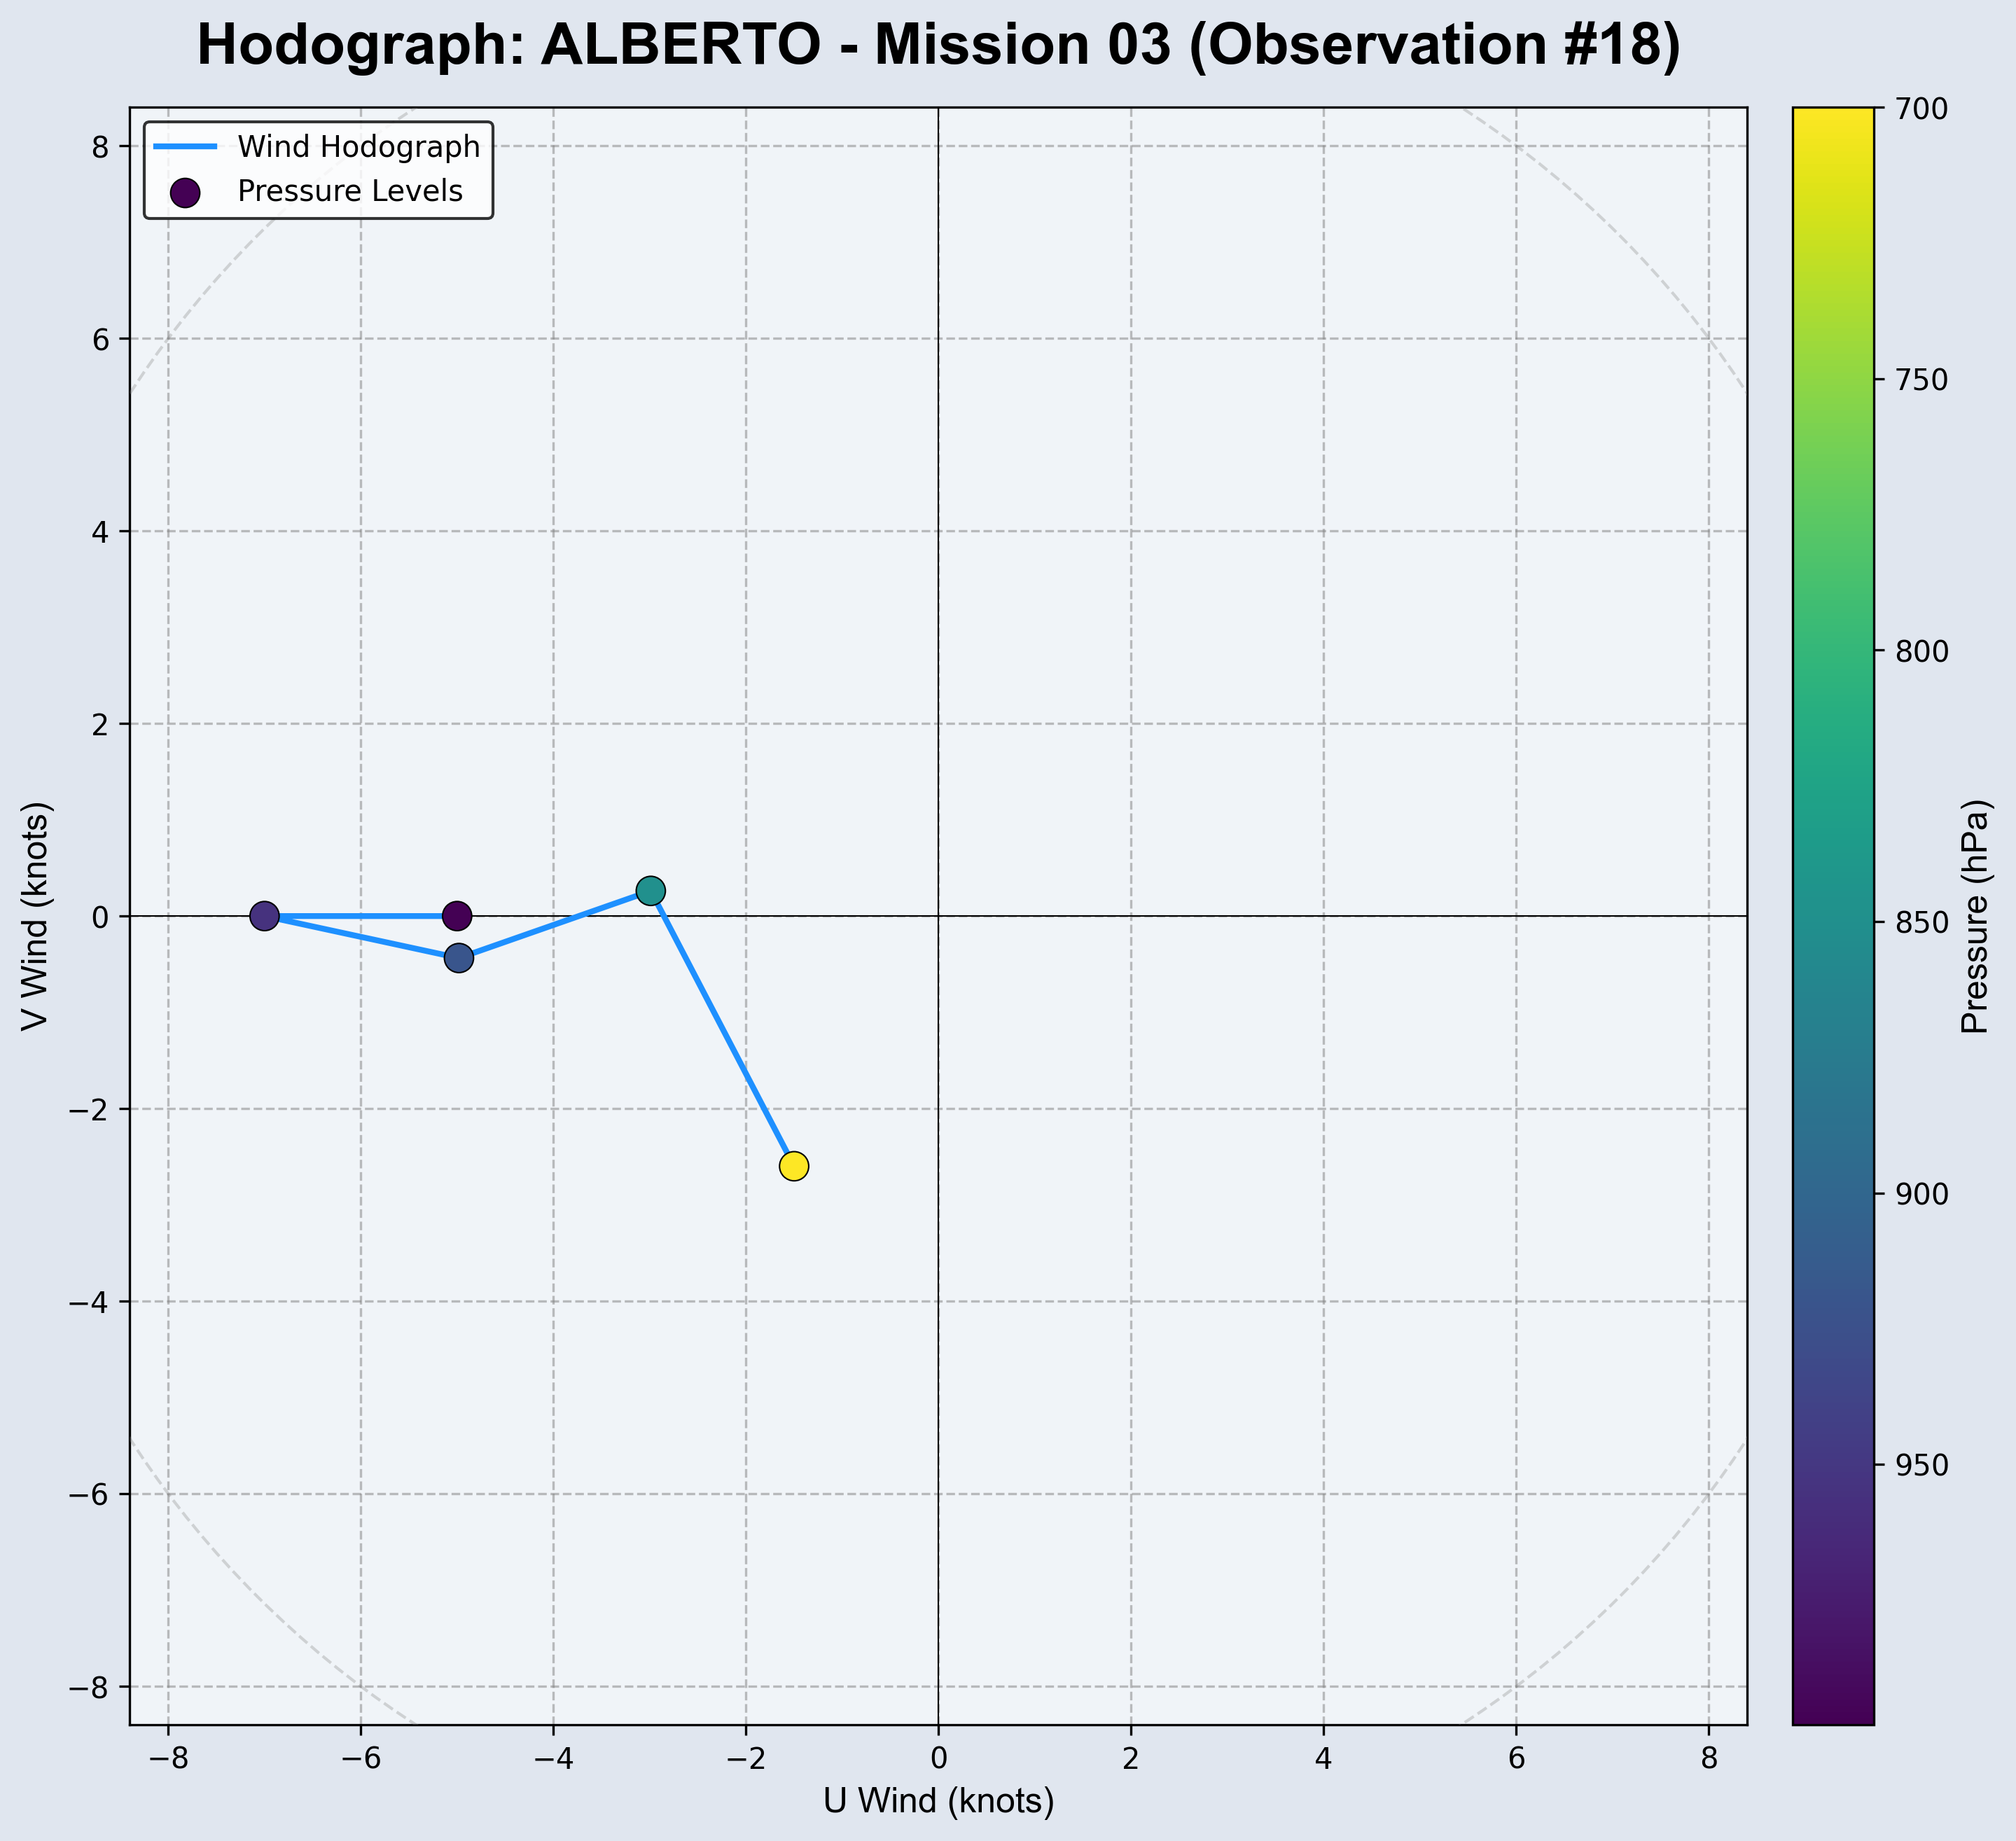 Hodograph: ALBERTO - Mission 03 (Observation #18)
Wind Hodograph
Pressure Levels
8
6
4
2
0
−2
−4
−6
−8
V Wind (knots)
−8 −6 −4 −2 0 2 4 6 8
U Wind (knots)
700
750
800
850
900
950
Pressure (hPa)